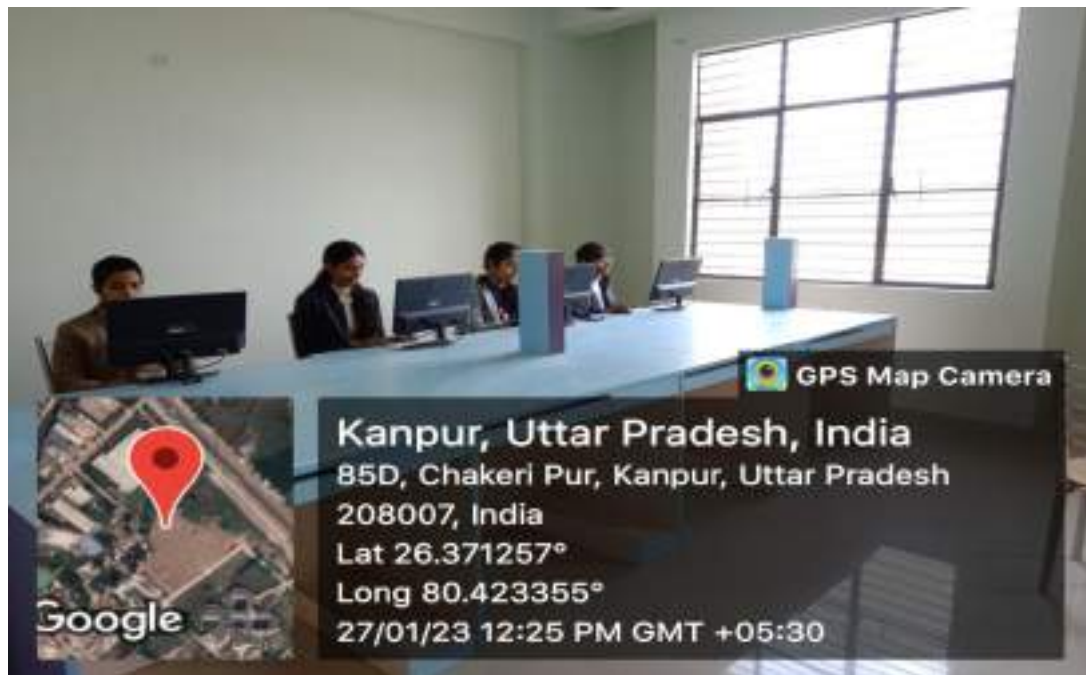 GPS Map Camera
Kanpur, Uttar Pradesh, India
85D, Chakeri Pur, Kanpur, Uttar Pradesh
208007, India
Lat 26.371257°
Long 80.423355°
27/01/23 12:25 PM GMT +05:30
Google